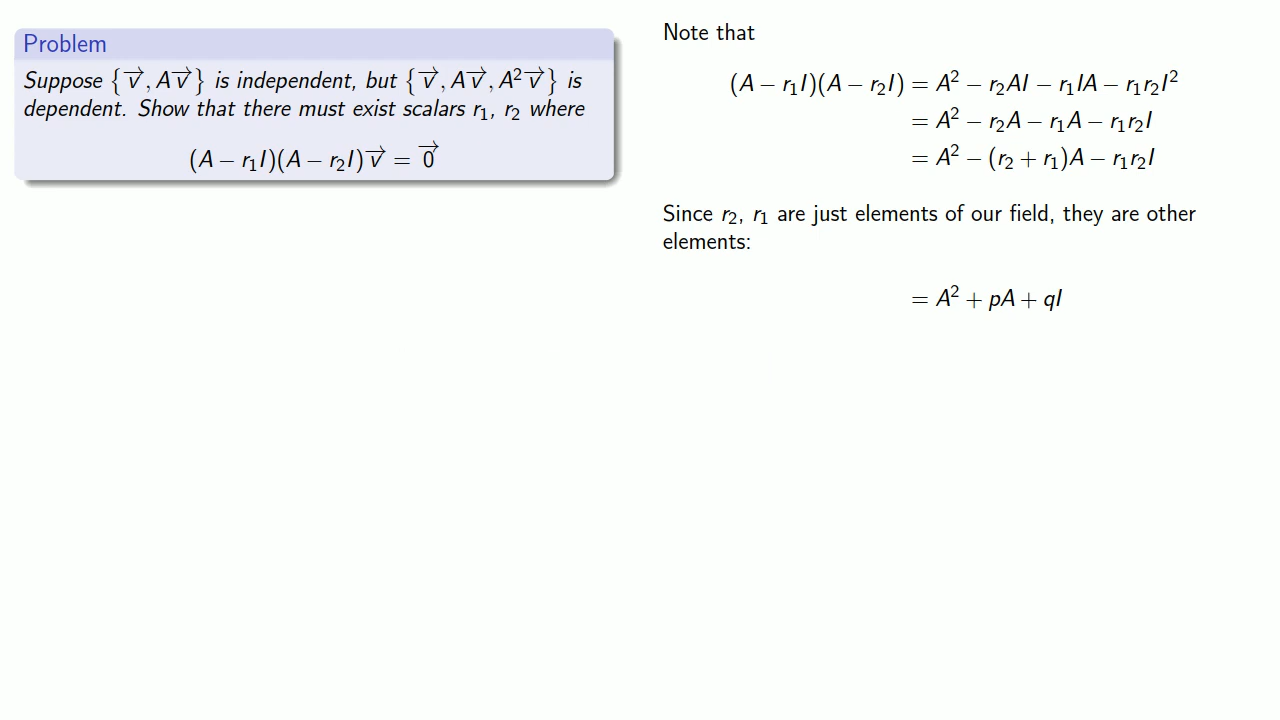 Problem
Suppose {v⃗, Av⃗} is independent, but {v⃗, Av⃗, A²v⃗} is
dependent. Show that there must exist scalars r₁, r₂ where
(A − r₁I)(A − r₂I)v⃗ = 0⃗
Note that
(A − r₁I)(A − r₂I) = A² − r₂AI − r₁IA − r₁r₂I²
= A² − r₂A − r₁A − r₁r₂I
= A² − (r₂ + r₁)A − r₁r₂I
Since r₂, r₁ are just elements of our field, they are other
elements:
= A² + pA + qI